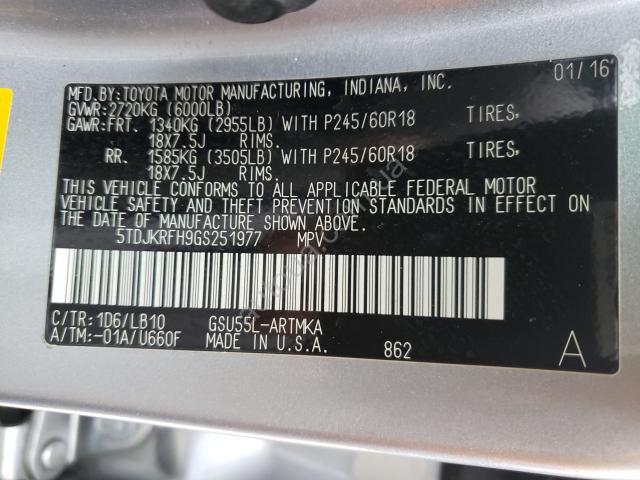 MFD.BY:TOYOTA MOTOR MANUFACTURING, INDIANA, INC. 01/16
GVWR:2720KG (6000LB)
GAWR:FRT. 1340KG (2955LB) WITH P245/60R18 TIRES,
18X7.5J RIMS.
RR. 1585KG (3505LB) WITH P245/60R18 TIRES,
18X7.5J RIMS.
THIS VEHICLE CONFORMS TO ALL APPLICABLE FEDERAL MOTOR
VEHICLE SAFETY AND THEFT PREVENTION STANDARDS IN EFFECT
ON THE DATE OF MANUFACTURE SHOWN ABOVE.
5TDJKRFH9GS251977 MPV
C/TR:1D6/LB10 GSU55L-ARTMKA
A/TM:-01A/U660F MADE IN U.S.A. 862 A